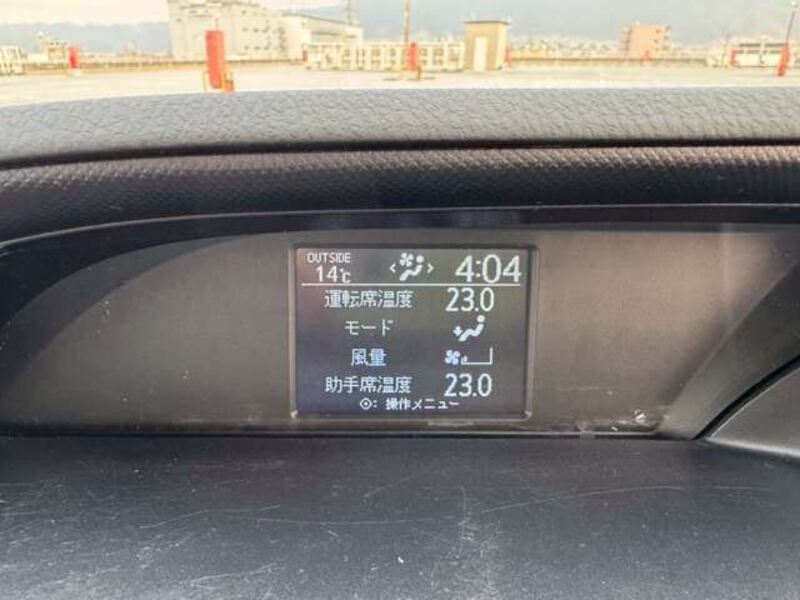 OUTSIDE
14℃ 4:04
運転席温度 23.0
モード
風量
助手席温度 23.0
: 操作メニュー